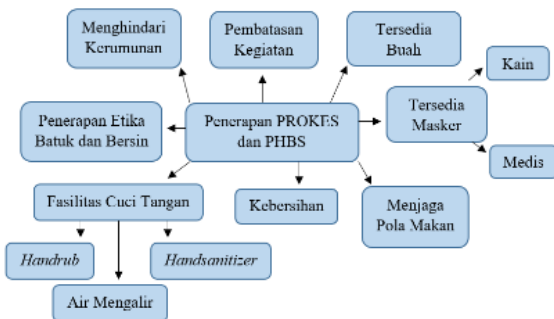 Menghindari
Kerumunan
Pembatasan
Kegiatan
Tersedia
Buah
Kain
Penerapan Etika
Batuk dan Bersin
Penerapan PROKES
dan PHBS
Tersedia
Masker
Medis
Fasilitas Cuci Tangan
Kebersihan
Menjaga
Pola Makan
Handrub
Handsanitizer
Air Mengalir